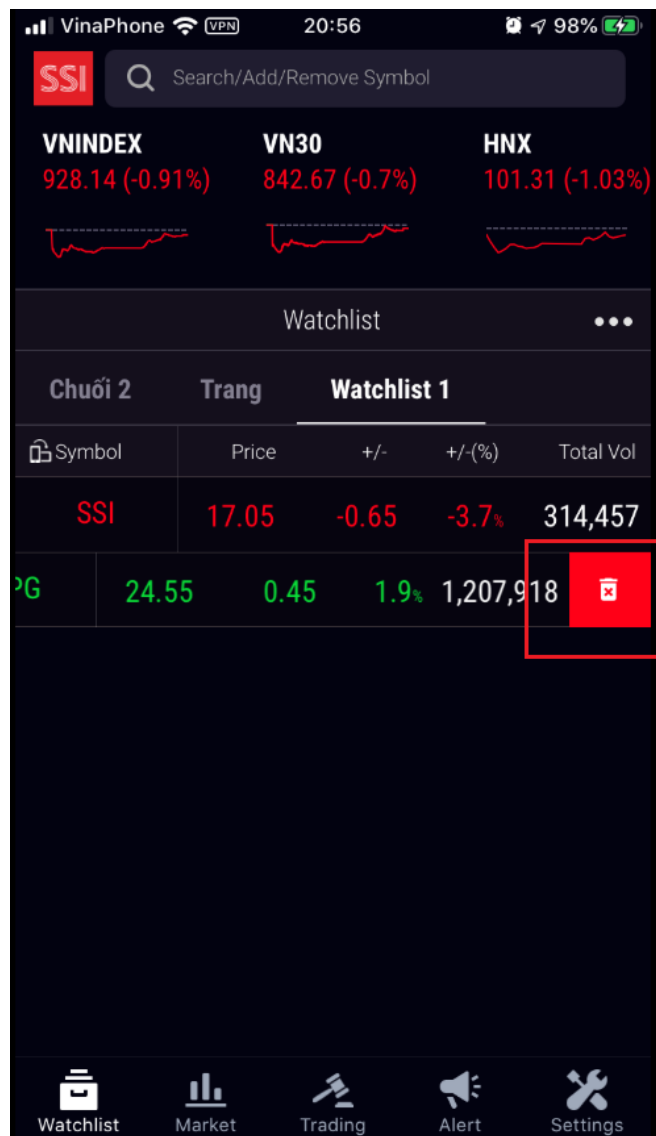 VinaPhone VPN 20:56 98%
SSI Search/Add/Remove Symbol
VNINDEX VN30 HNX
928.14 (-0.91%) 842.67 (-0.7%) 101.31 (-1.03%)
Watchlist
Chuối 2 Trang Watchlist 1
Symbol Price +/- +/-(%) Total Vol
SSI 17.05 -0.65 -3.7% 314,457
PG 24.55 0.45 1.9% 1,207,918
Watchlist Market Trading Alert Settings